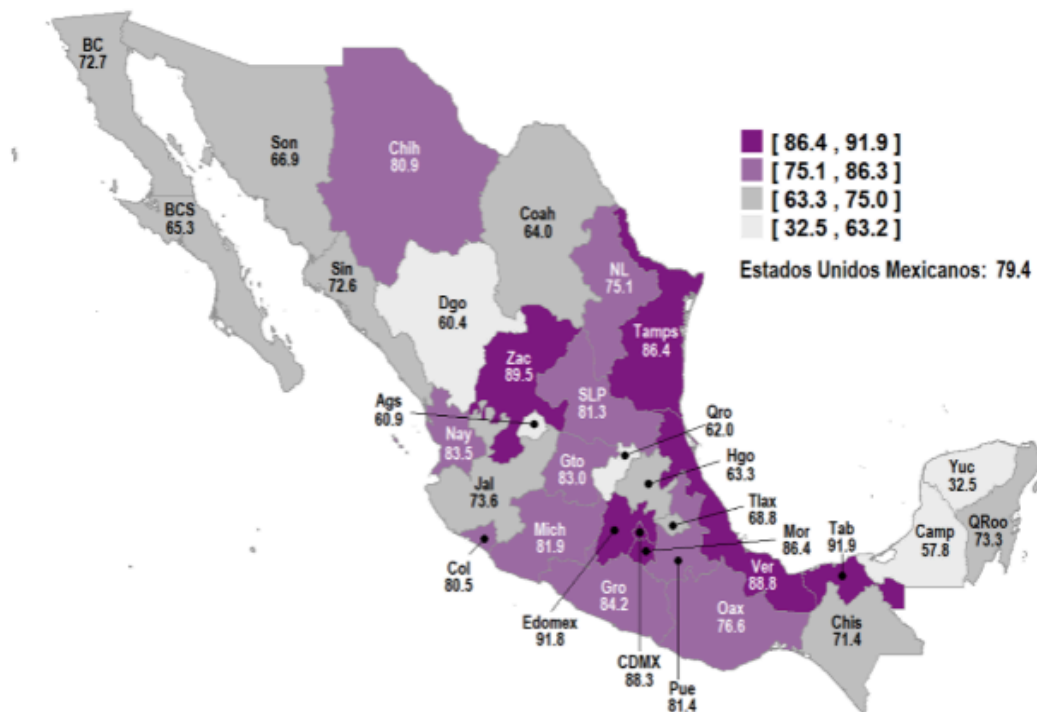 BC
72.7
Son
66.9
Chih
80.9
BCS
65.3
Coah
64.0
Sin
72.6
NL
75.1
Dgo
60.4
Tamps
86.4
Zac
89.5
SLP
81.3
Ags
60.9
Nay
83.5
Gto
83.0
Qro
62.0
Hgo
63.3
Jal
73.6
Tlax
68.8
Mich
81.9
Mor
86.4
Tab
91.9
Col
80.5
Ver
88.8
Yuc
32.5
Camp
57.8
QRoo
73.3
Gro
84.2
Oax
76.6
Edomex
91.8
Chis
71.4
CDMX
88.3
Pue
81.4
[ 86.4 , 91.9 ]
[ 75.1 , 86.3 ]
[ 63.3 , 75.0 ]
[ 32.5 , 63.2 ]
Estados Unidos Mexicanos: 79.4